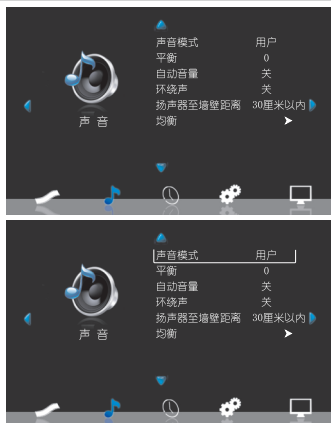 声音模式 用户
平衡 0
自动音量 关
环绕声 关
扬声器至墙壁距离 30厘米以内
均衡
声 音
声音模式 用户
平衡 0
自动音量 关
环绕声 关
扬声器至墙壁距离 30厘米以内
均衡
声 音